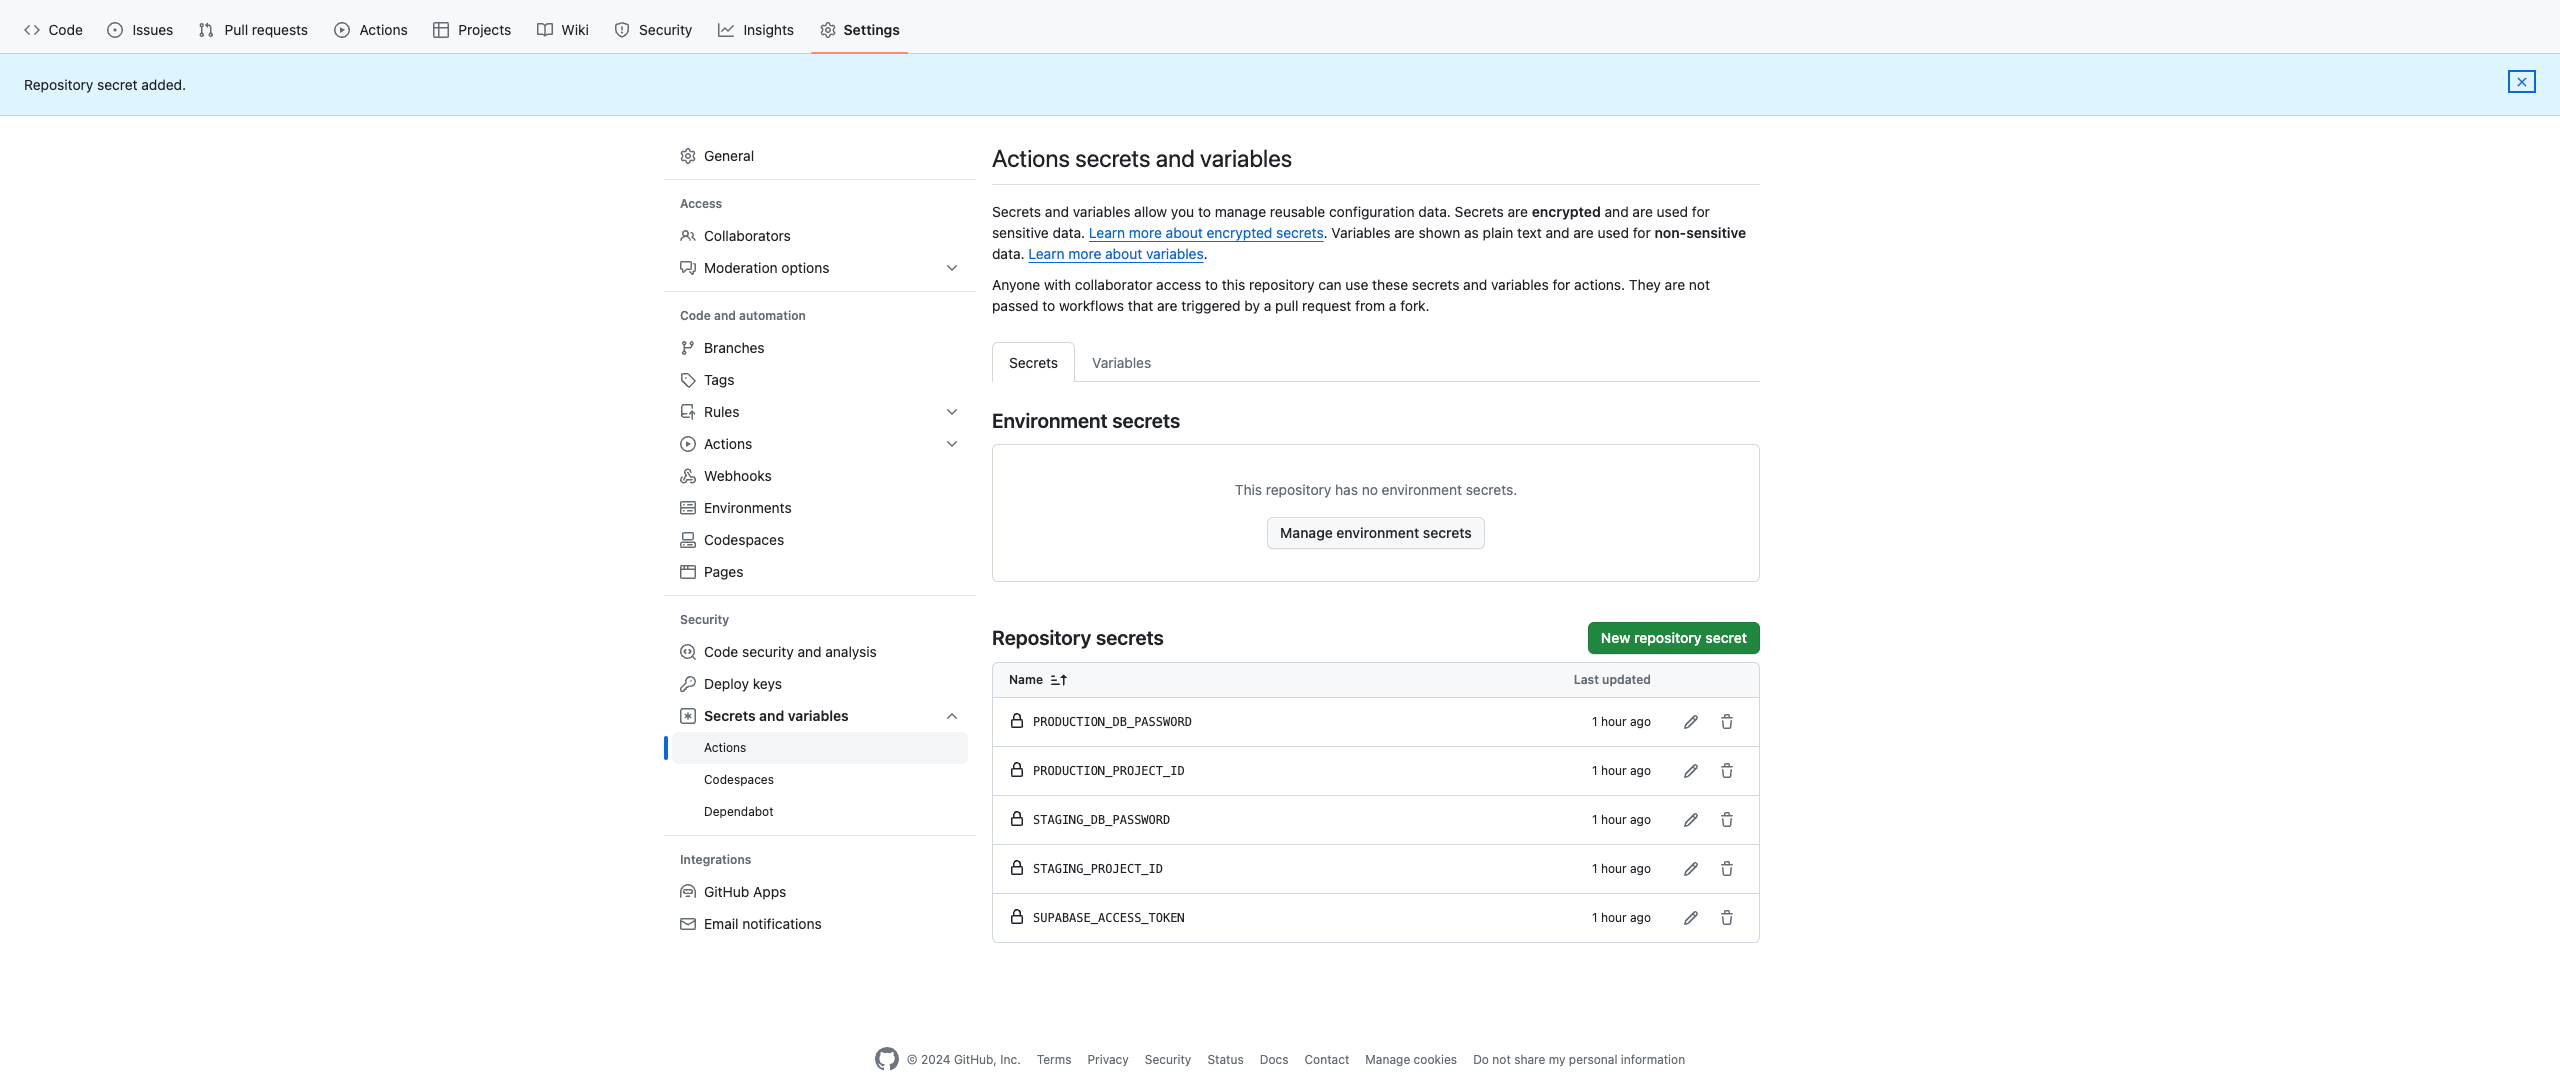 Code Issues Pull requests Actions Projects Wiki Security Insights Settings
Repository secret added.
General
Access
Collaborators
Moderation options
Code and automation
Branches
Tags
Rules
Actions
Webhooks
Environments
Codespaces
Pages
Security
Code security and analysis
Deploy keys
Secrets and variables
Actions
Codespaces
Dependabot
Integrations
GitHub Apps
Email notifications
Actions secrets and variables
Secrets and variables allow you to manage reusable configuration data. Secrets are encrypted and are used for
sensitive data. Learn more about encrypted secrets. Variables are shown as plain text and are used for non-sensitive
data. Learn more about variables.
Anyone with collaborator access to this repository can use these secrets and variables for actions. They are not
passed to workflows that are triggered by a pull request from a fork.
Secrets Variables
Environment secrets
This repository has no environment secrets.
Manage environment secrets
Repository secrets New repository secret
Name Last updated
PRODUCTION_DB_PASSWORD 1 hour ago
PRODUCTION_PROJECT_ID 1 hour ago
STAGING_DB_PASSWORD 1 hour ago
STAGING_PROJECT_ID 1 hour ago
SUPABASE_ACCESS_TOKEN 1 hour ago
© 2024 GitHub, Inc. Terms Privacy Security Status Docs Contact Manage cookies Do not share my personal information